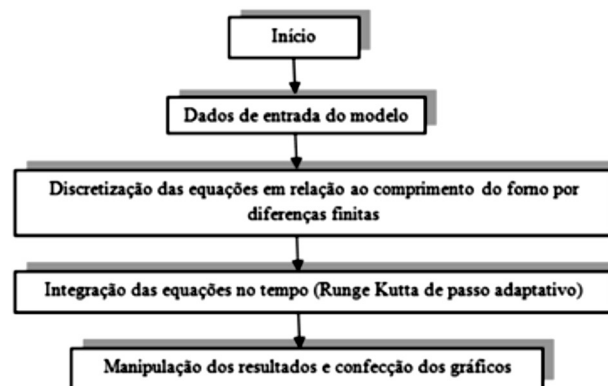 Início
Dados de entrada do modelo
Discretização das equações em relação ao comprimento do forno por
diferenças finitas
Integração das equações no tempo (Runge Kutta de passo adaptativo)
Manipulação dos resultados e confecção dos gráficos